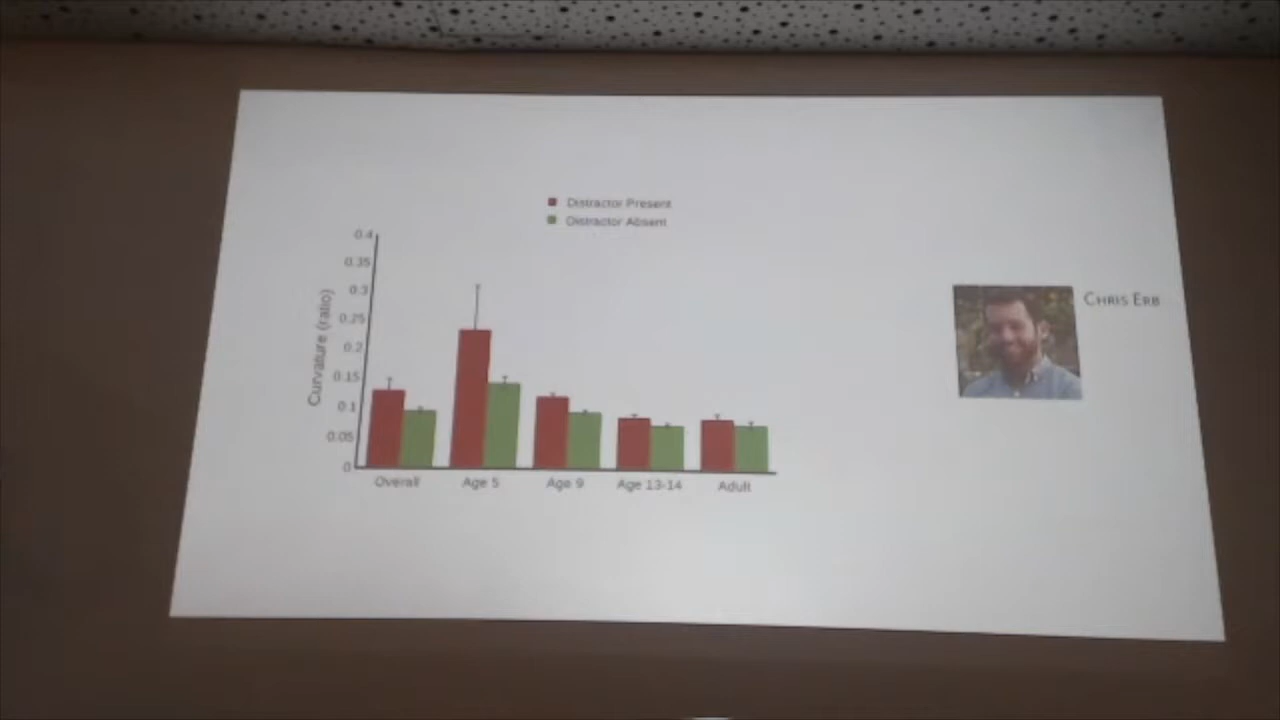 Distractor Present
Distractor Absent
0.4
0.35
0.3
0.25
0.2
0.15
0.1
0.05
0
Curvature (ratio)
Overall Age 5 Age 9 Age 13-14 Adult
CHRIS ERB